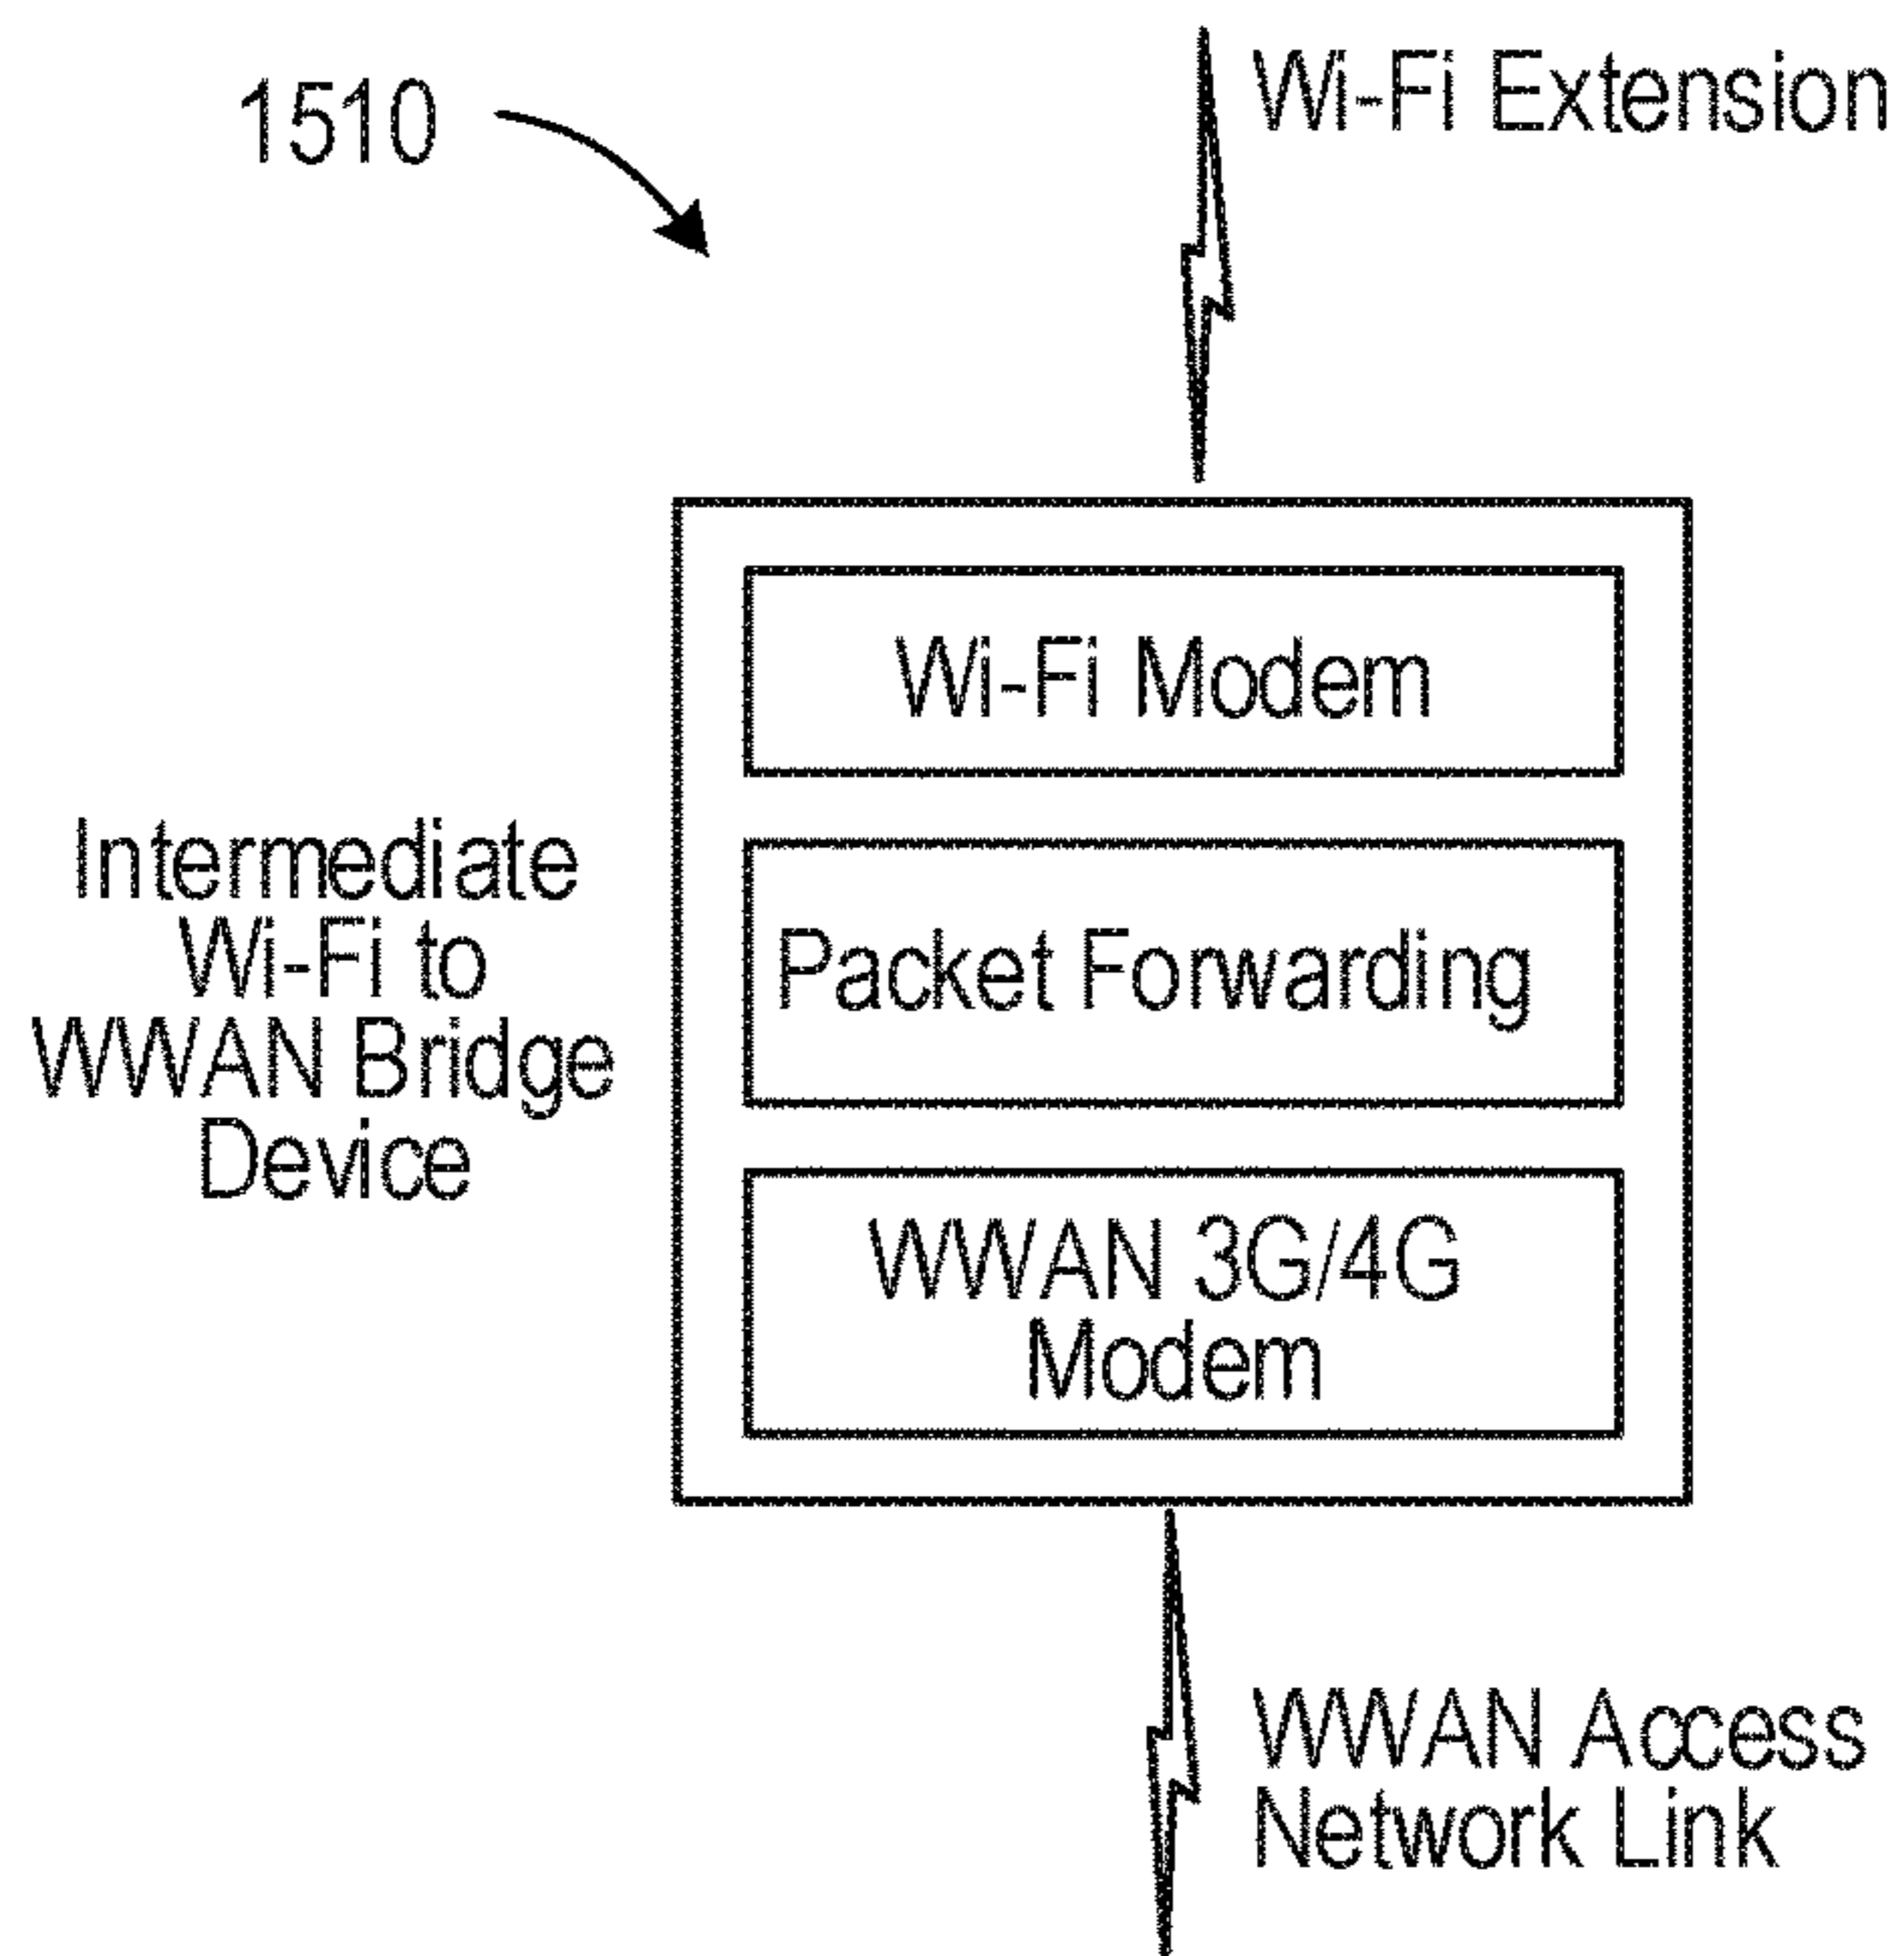 1510
Wi-Fi Extension
Wi-Fi Modem
Intermediate
Wi-Fi to
WWAN Bridge
Device
Packet Forwarding
WWAN 3G/4G
Modem
WWAN Access
Network Link